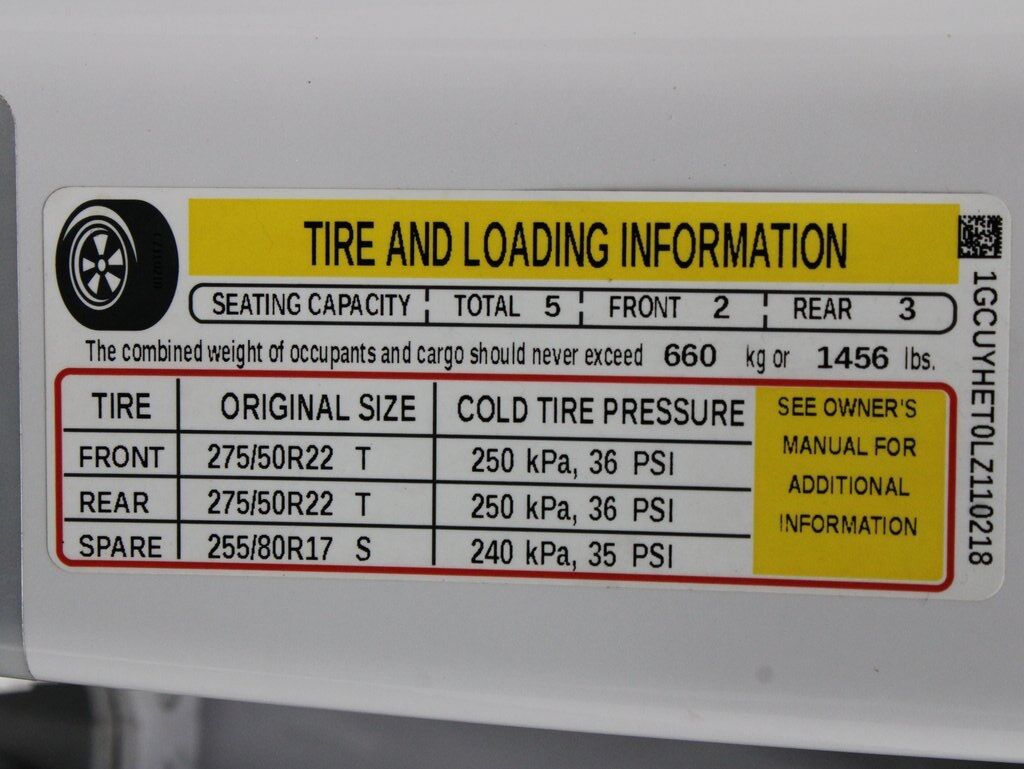 TIRE AND LOADING INFORMATION
SEATING CAPACITY TOTAL 5 FRONT 2 REAR 3
The combined weight of occupants and cargo should never exceed 660 kg or 1456 lbs.
TIRE ORIGINAL SIZE COLD TIRE PRESSURE
FRONT 275/50R22 T 250 kPa, 36 PSI
REAR 275/50R22 T 250 kPa, 36 PSI
SPARE 255/80R17 S 240 kPa, 35 PSI
SEE OWNER'S
MANUAL FOR
ADDITIONAL
INFORMATION
1GCUYHET0LZ110218